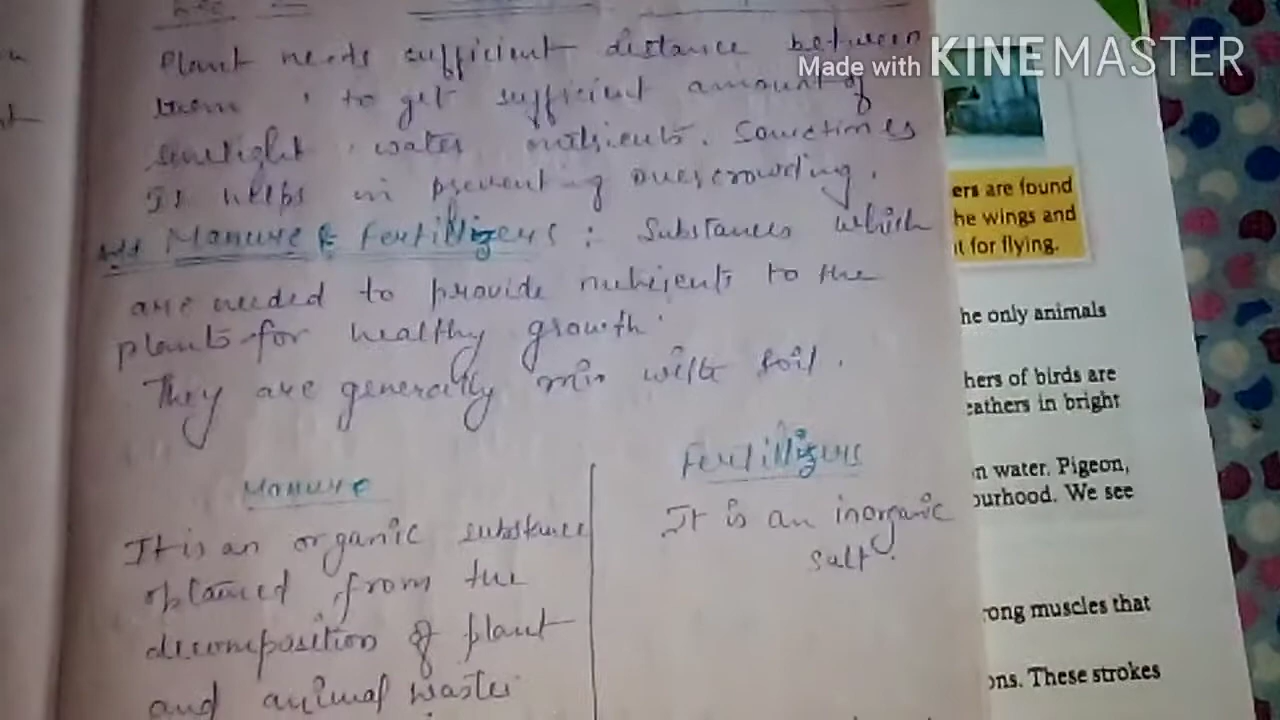 Made with KINEMASTER
Plant needs sufficient distance between
them, to get sufficient amount of
sunlight, water nutrients. Sometimes
It helps in preventing overcrowding.
Add Manure & Fertilizers : Substances which
are needed to provide nutrients to the
plants for healthy growth.
They are generally mix with soil.
Manure
It is an organic substance
obtained from the
decomposition of plant
and animal waste
Fertilizers
It is an inorganic
salt.
ers are found
he wings and
t for flying.
he only animals
hers of birds are
eathers in bright
n water. Pigeon,
ourhood. We see
rong muscles that
ons. These strokes